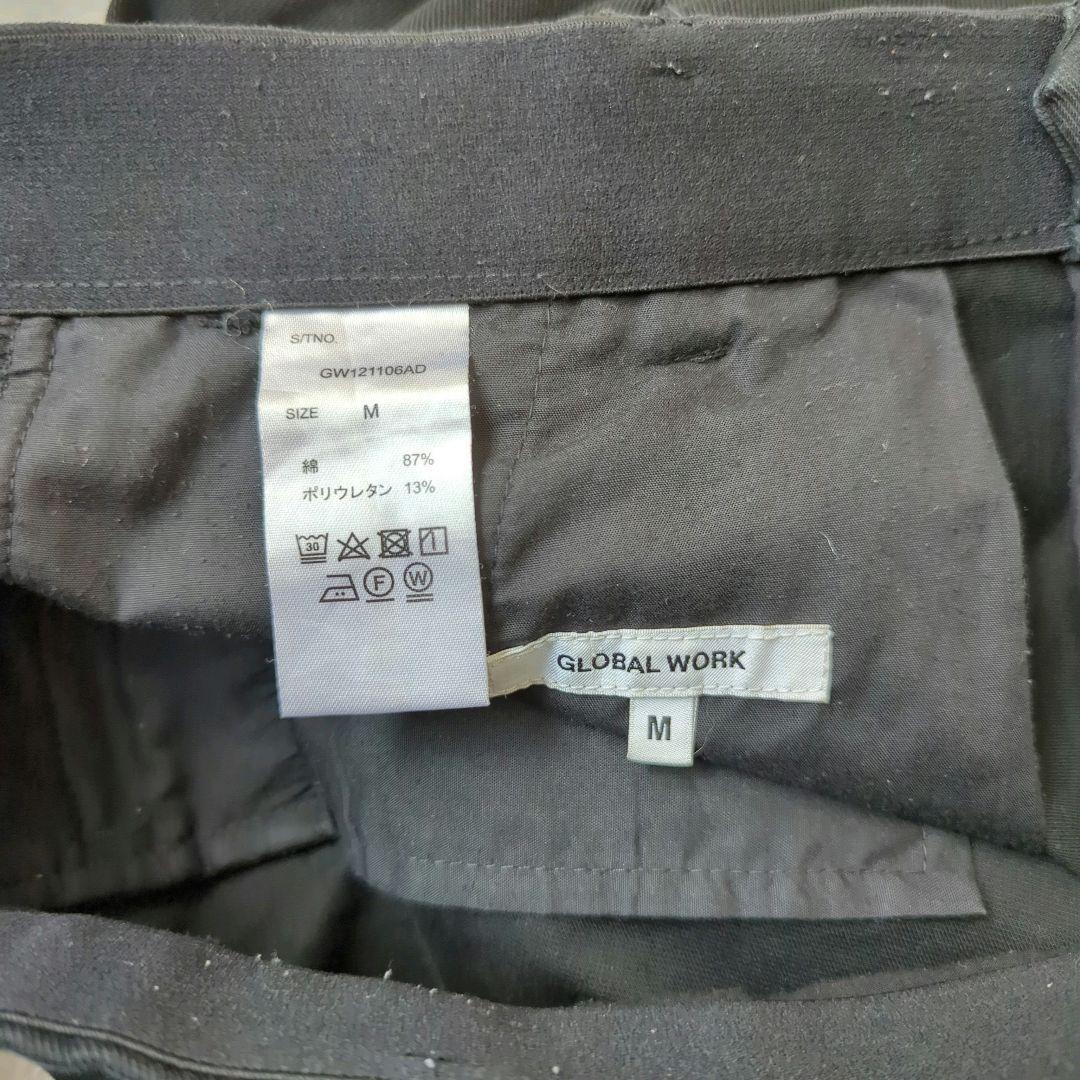 S/TNO.
GW121106AD
SIZE M
綿 87%
ポリウレタン 13%
30
F W
GLOBAL WORK
M